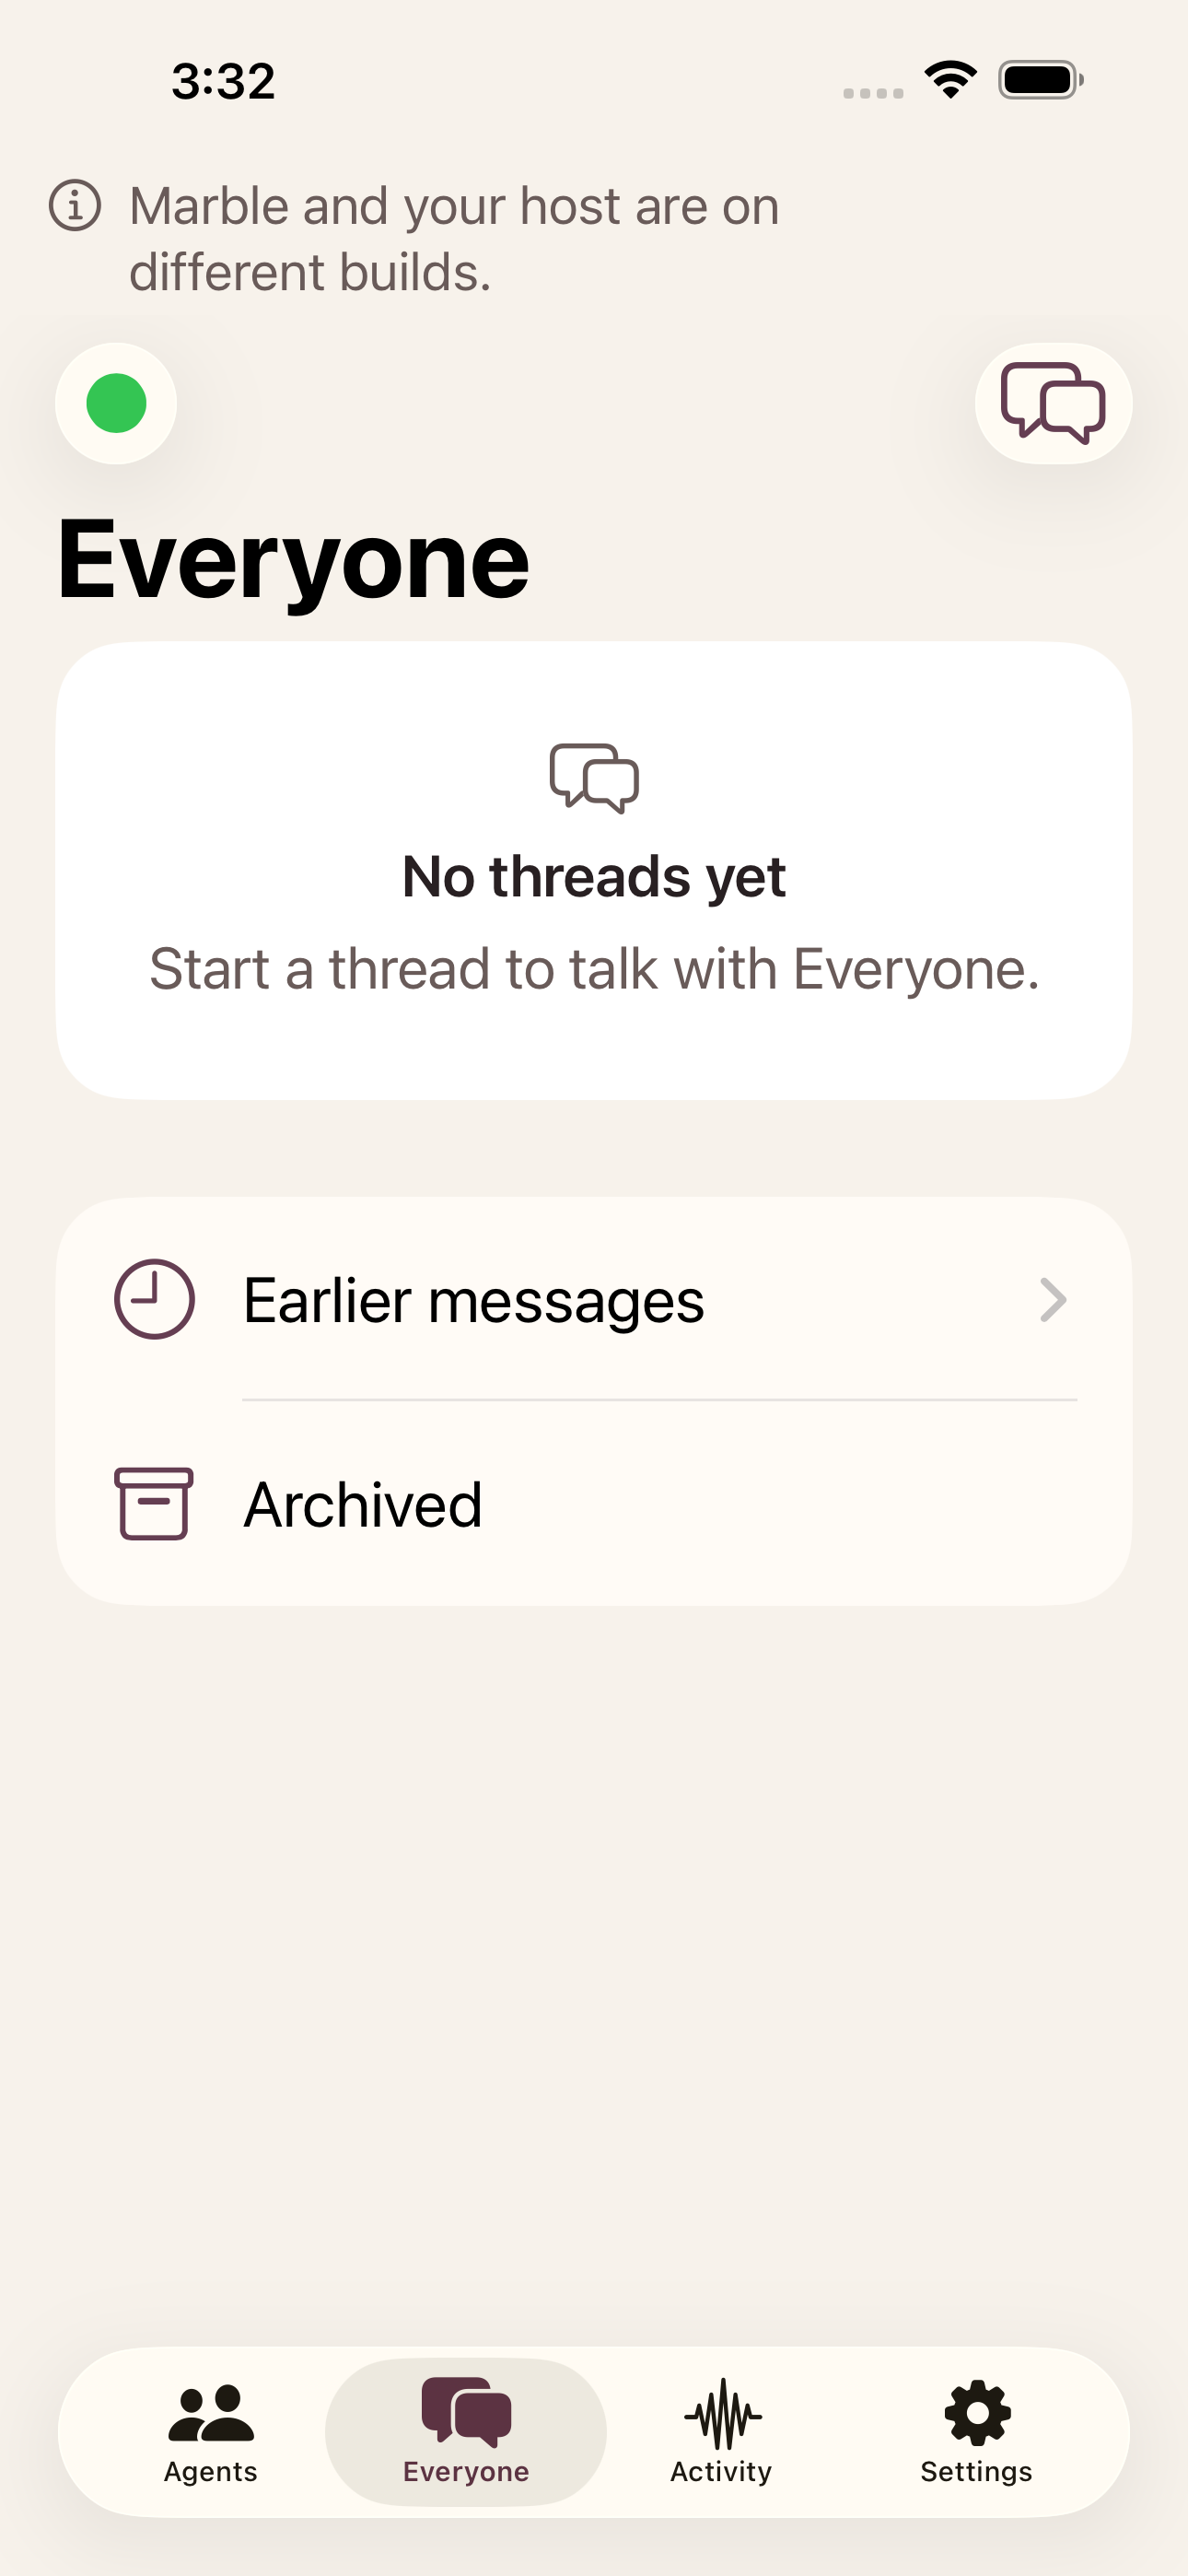 3:32
Marble and your host are on
different builds.
Everyone
No threads yet
Start a thread to talk with Everyone.
Earlier messages
Archived
Agents
Everyone
Activity
Settings